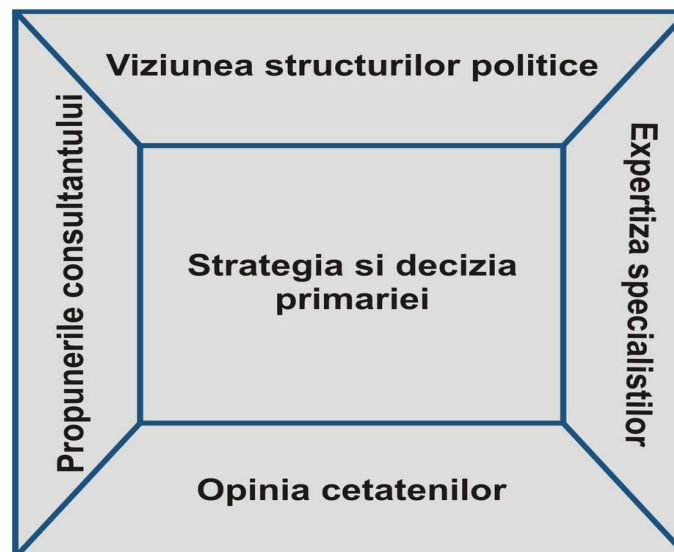 Viziunea structurilor politice
Propunerile consultantului
Strategia si decizia
primariei
Expertiza specialistilor
Opinia cetatenilor